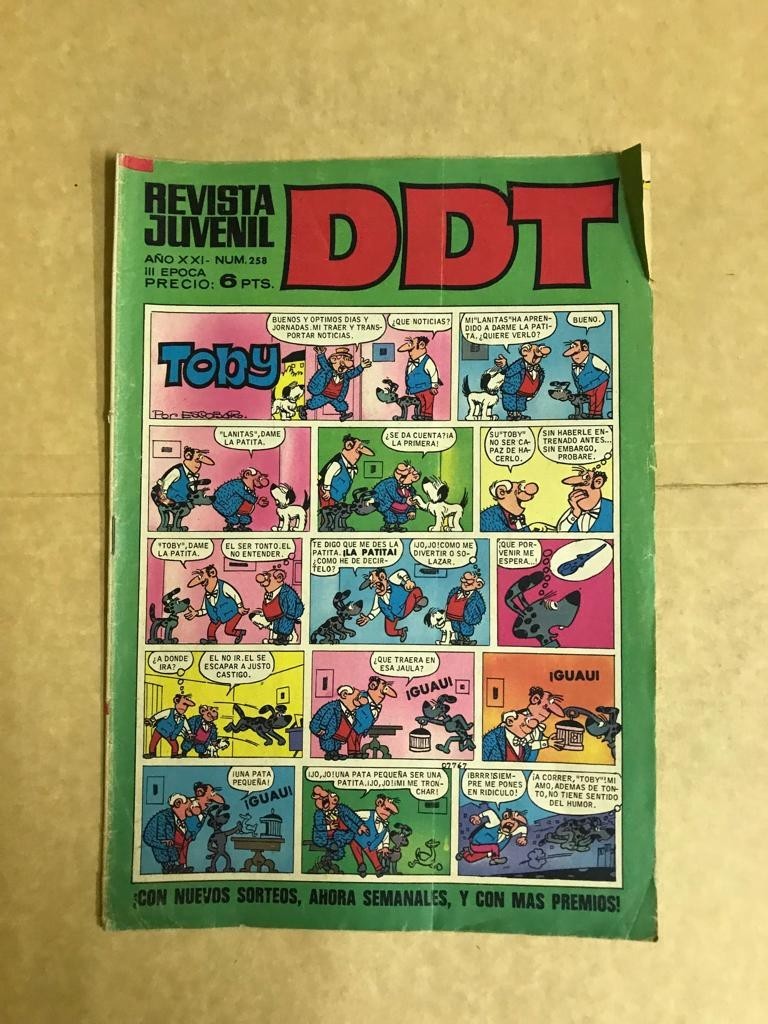 REVISTA
JUVENIL
DDT
AÑO XXI- NUM. 258
III EPOCA
PRECIO: 6 PTS.
TOBY
Por ESCOBAR.
BUENOS Y OPTIMOS DIAS Y
JORNADAS. MI TRAER Y TRANS-
PORTAR NOTICIAS.
¿QUE NOTICIAS?
MI "LANITAS" HA APREN-
DIDO A DARME LA PATI-
TA. ¿QUIERE VERLO?
BUENO.
"LANITAS", DAME
LA PATITA.
¿SE DA CUENTA? ¡A
LA PRIMERA!
SU "TOBY"
NO SER CA-
PAZ DE HA-
CERLO.
SIN HABERLE EN-
TRENADO ANTES...
SIN EMBARGO,
PROBARE.
"TOBY", DAME
LA PATITA.
EL SER TONTO. EL
NO ENTENDER.
TE DIGO QUE ME DES LA
PATITA. ¡LA PATITA!
¿COMO HE DE DECIR-
TELO?
¡JO, JO! COMO ME
DIVERTIR O SO-
LAZAR.
¡QUE POR-
VENIR ME
ESPERA...!
¿A DONDE
IRA?
EL NO IR. EL SE
ESCAPAR A JUSTO
CASTIGO.
¿QUE TRAERA EN
ESA JAULA?
¡GUAU!
¡GUAU!
07767
¡UNA PATA
PEQUEÑA!
¡GUAU!
¡JO, JO! UNA PATA PEQUEÑA SER UNA
PATITA. ¡JO, JO! ¡MI ME TRON-
CHAR!
¡BRRR! SIEM-
PRE ME PONES
EN RIDICULO!
¡A CORRER, "TOBY"! MI
AMO, ADEMAS DE TON-
TO, NO TIENE SENTIDO
DEL HUMOR.
¡CON NUEVOS SORTEOS, AHORA SEMANALES, Y CON MAS PREMIOS!